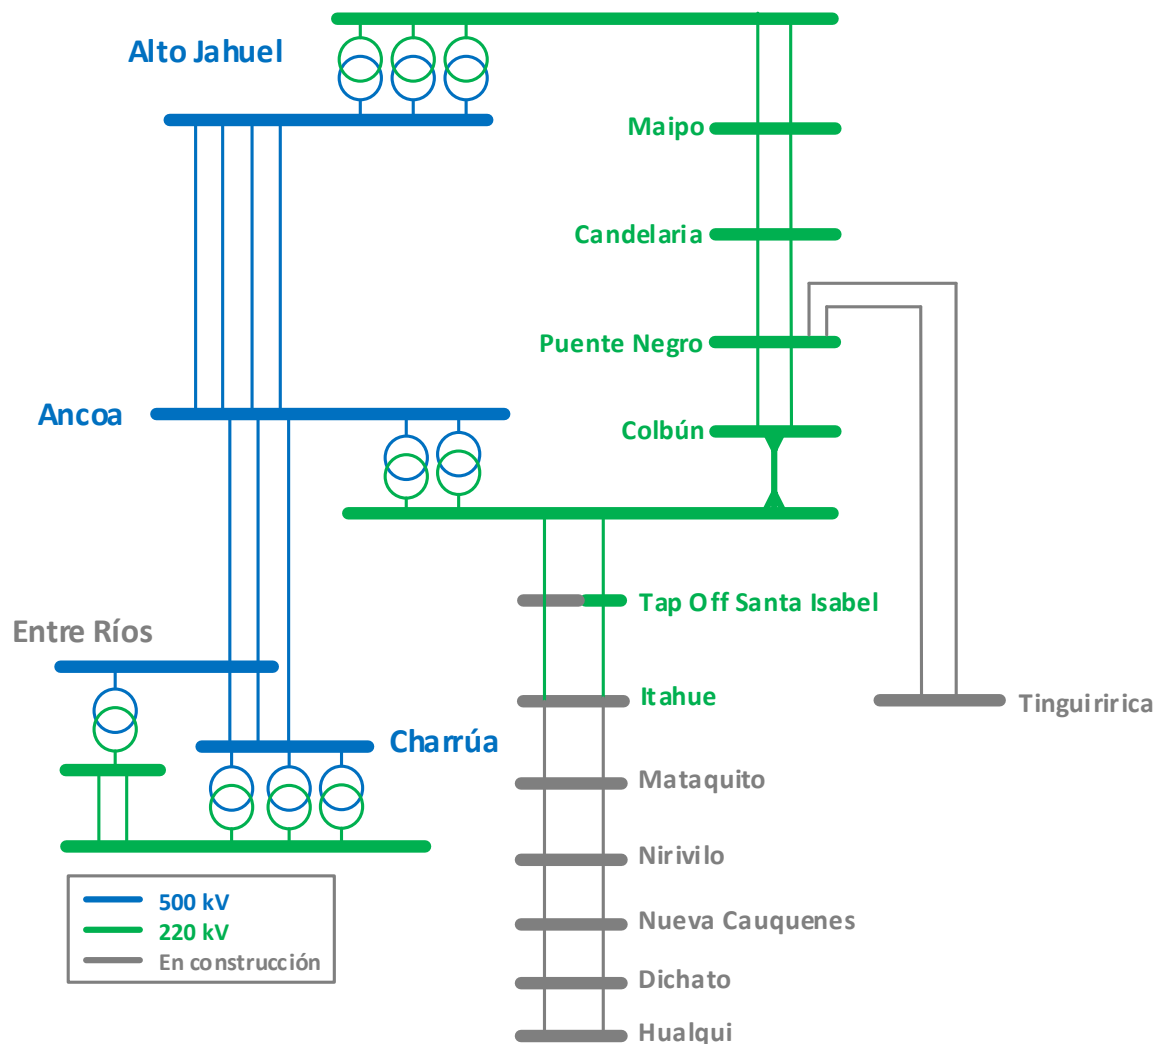 Alto Jahuel
Maipo
Candelaria
Puente Negro
Ancoa
Colbún
Tap Off Santa Isabel
Entre Ríos
Itahue
Tinguiririca
Charrúa
Mataquito
Nirivilo
500 kV
220 kV
En construcción
Nueva Cauquenes
Dichato
Hualqui